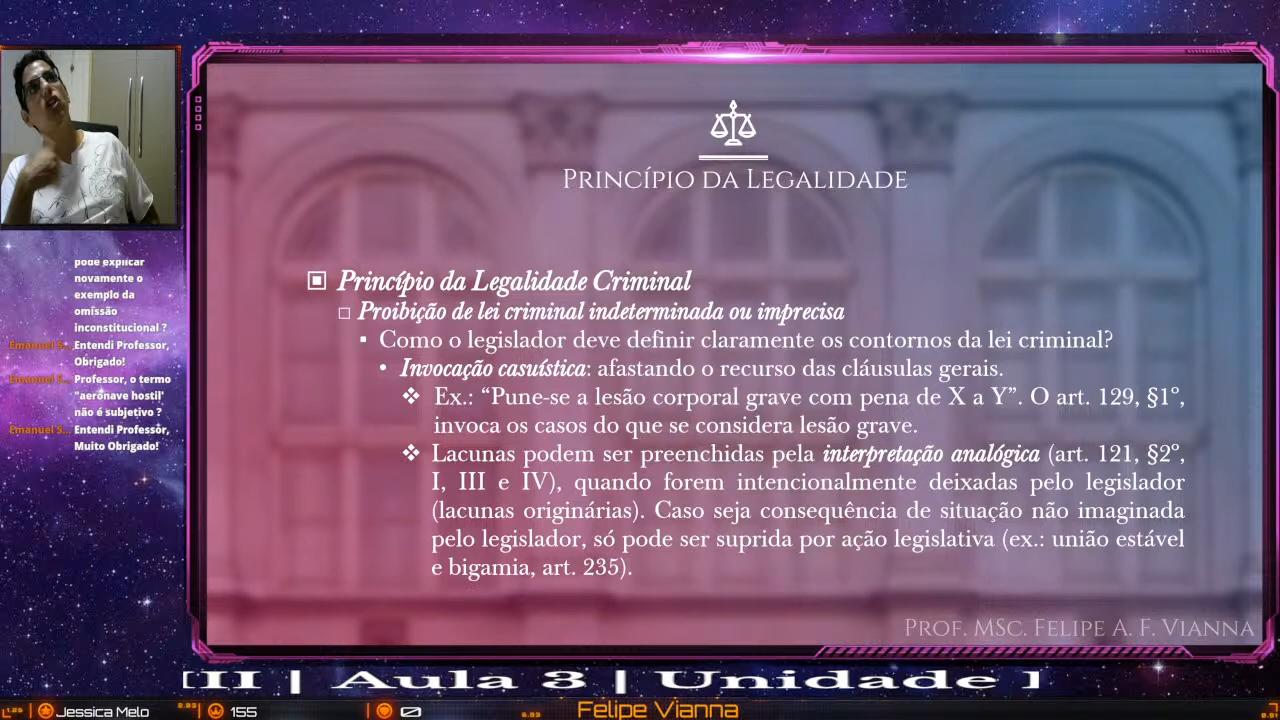 Princípio da Legalidade
Princípio da Legalidade Criminal
Proibição de lei criminal indeterminada ou imprecisa
Como o legislador deve definir claramente os contornos da lei criminal?
Invocação casuística: afastando o recurso das cláusulas gerais.
Ex.: “Pune-se a lesão corporal grave com pena de X a Y”. O art. 129, §1º,
invoca os casos do que se considera lesão grave.
Lacunas podem ser preenchidas pela interpretação analógica (art. 121, §2º,
I, III e IV), quando forem intencionalmente deixadas pelo legislador
(lacunas originárias). Caso seja consequência de situação não imaginada
pelo legislador, só pode ser suprida por ação legislativa (ex.: união estável
e bigamia, art. 235).
Prof. MSc. Felipe A. F. Vianna
pode explicar
novamente o
exemplo da
omissão
inconstitucional ?
Emanuel S... Entendi Professor,
Obrigado!
Emanuel S... Professor, o termo
"aeronave hostil'
não é subjetivo ?
Emanuel S... Entendi Professor,
Muito Obrigado!
[II | Aula 3 | Unidade ]
Jessica Melo
155
0
Felipe Vianna